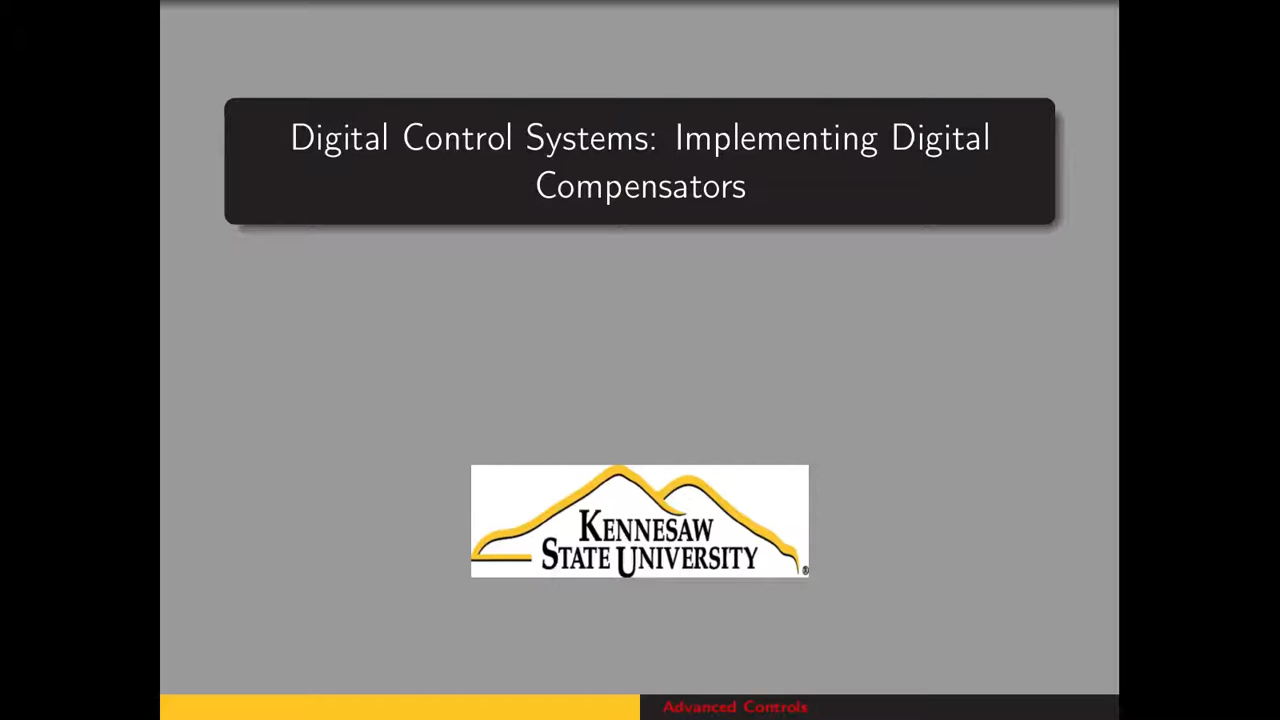 Digital Control Systems: Implementing Digital
Compensators
KENNESAW
STATE UNIVERSITY
®
Advanced Controls